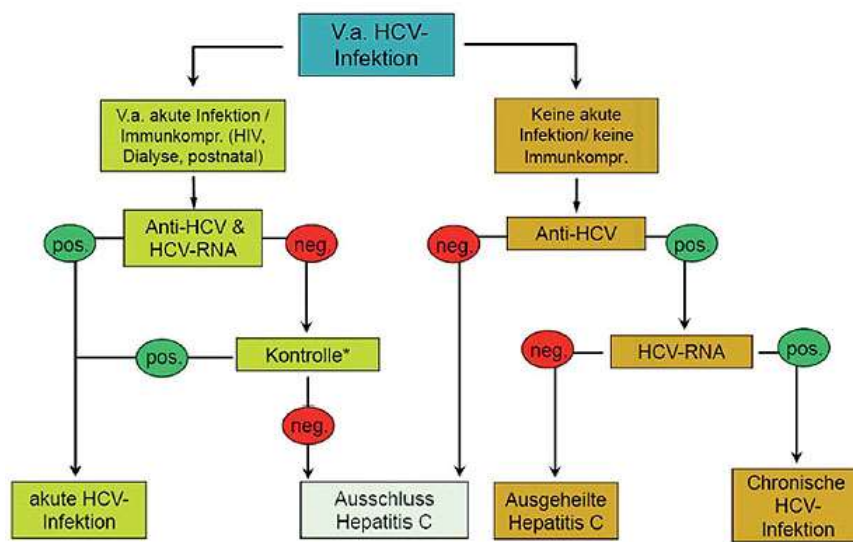 V.a. HCV-
Infektion
V.a. akute Infektion /
Immunkompr. (HIV,
Dialyse, postnatal)
Keine akute
Infektion/ keine
Immunkompr.
pos.
Anti-HCV &
HCV-RNA
neg.
neg.
Anti-HCV
pos.
pos.
Kontrolle*
neg.
HCV-RNA
pos.
neg.
akute HCV-
Infektion
Ausschluss
Hepatitis C
Ausgeheilte
Hepatitis C
Chronische
HCV-
Infektion